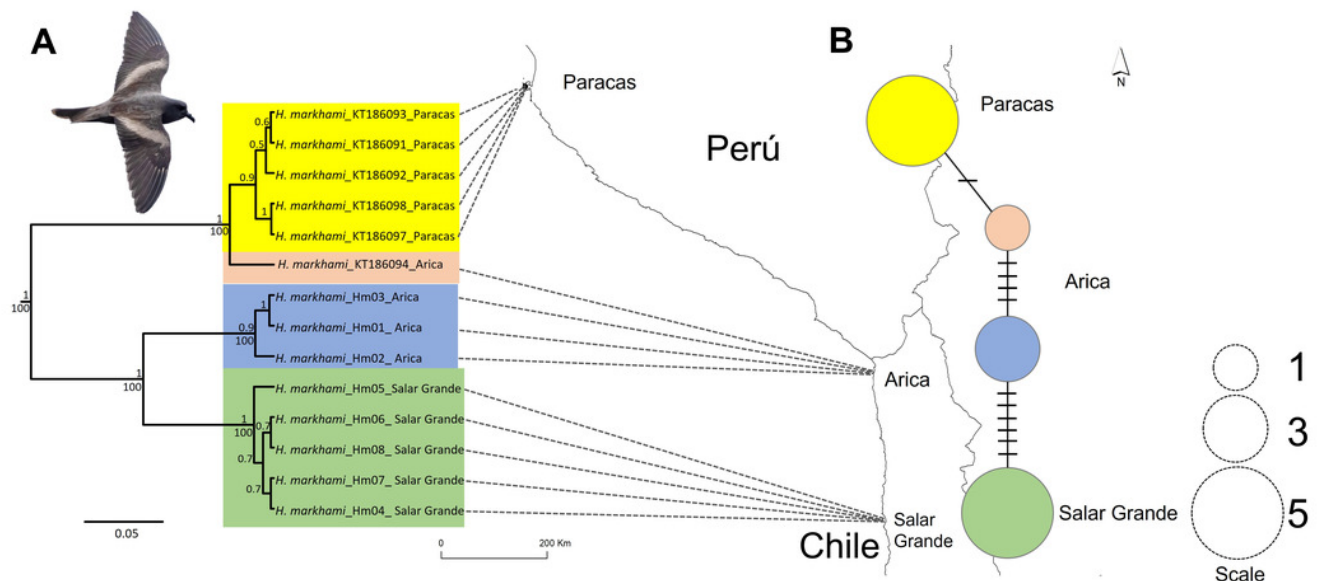 A
B
N
Paracas
Paracas
Perú
H. markhami_KT186093_Paracas
H. markhami_KT186091_Paracas
H. markhami_KT186092_Paracas
H. markhami_KT186098_Paracas
H. markhami_KT186097_Paracas
H. markhami_KT186094_Arica
H. markhami_Hm03_Arica
H. markhami_Hm01_ Arica
H. markhami_Hm02_ Arica
H. markhami_Hm05_Salar Grande
H. markhami_Hm06_ Salar Grande
H. markhami_Hm08_ Salar Grande
H. markhami_Hm07_ Salar Grande
H. markhami_Hm04_ Salar Grande
0.6
0.5
0.9
1
1
100
1
100
1
0.9
100
1
100
1
100
0.7
0.7
0.7
0.05
0
200 Km
Arica
Salar
Grande
Chile
Arica
Salar Grande
1
3
5
Scale